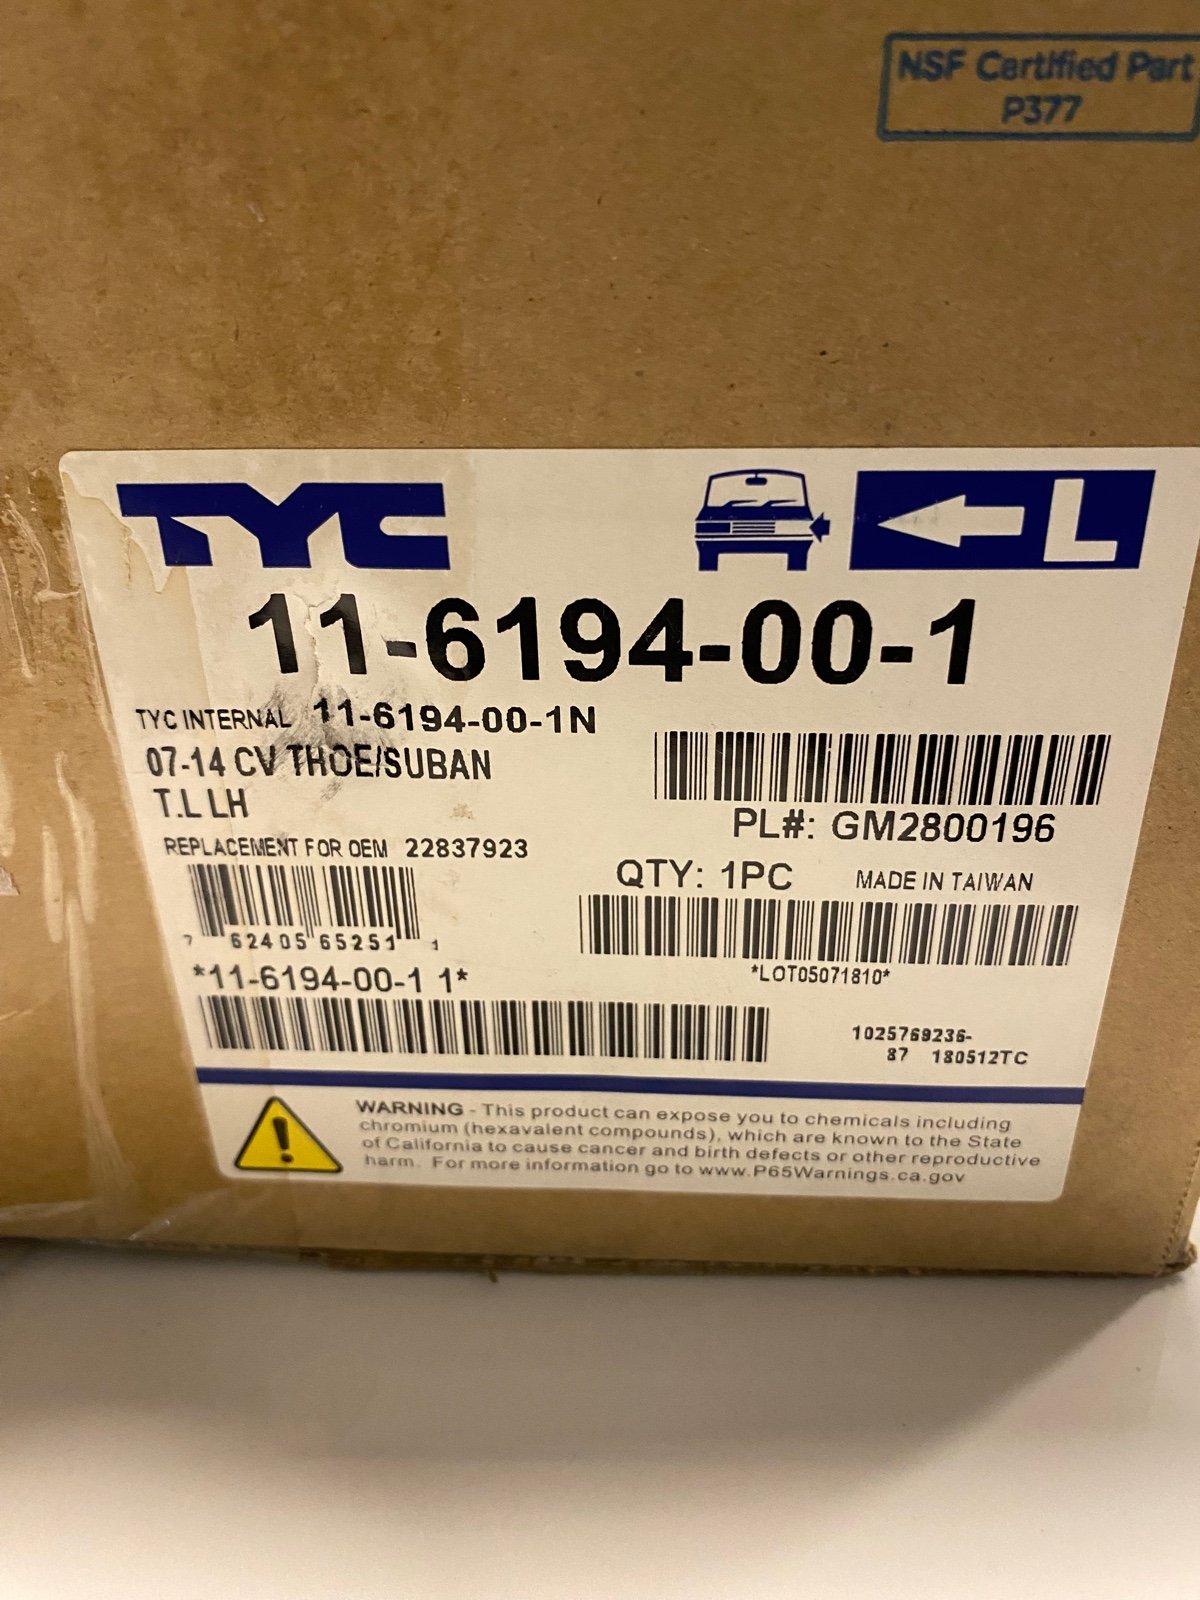 NSF Certified Part
P377
TYC
L
11-6194-00-1
TYC INTERNAL 11-6194-00-1N
07-14 CV THOE/SUBAN
T.L LH
PL#: GM2800196
REPLACEMENT FOR OEM 22837923
QTY: 1PC MADE IN TAIWAN
7 62405 65251 1
*LOT05071810*
*11-6194-00-1 1*
1025769236-
87 180512TC
WARNING - This product can expose you to chemicals including
chromium (hexavalent compounds), which are known to the State
of California to cause cancer and birth defects or other reproductive
harm. For more information go to www.P65Warnings.ca.gov